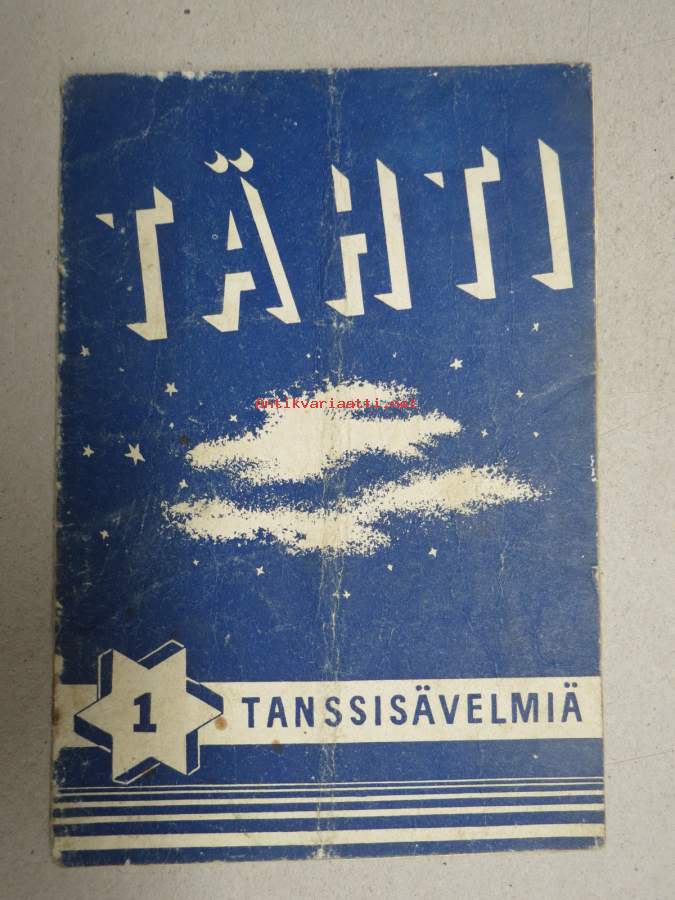 TÄHTI
antikvariaatti.net
1 TANSSISÄVELMIÄ